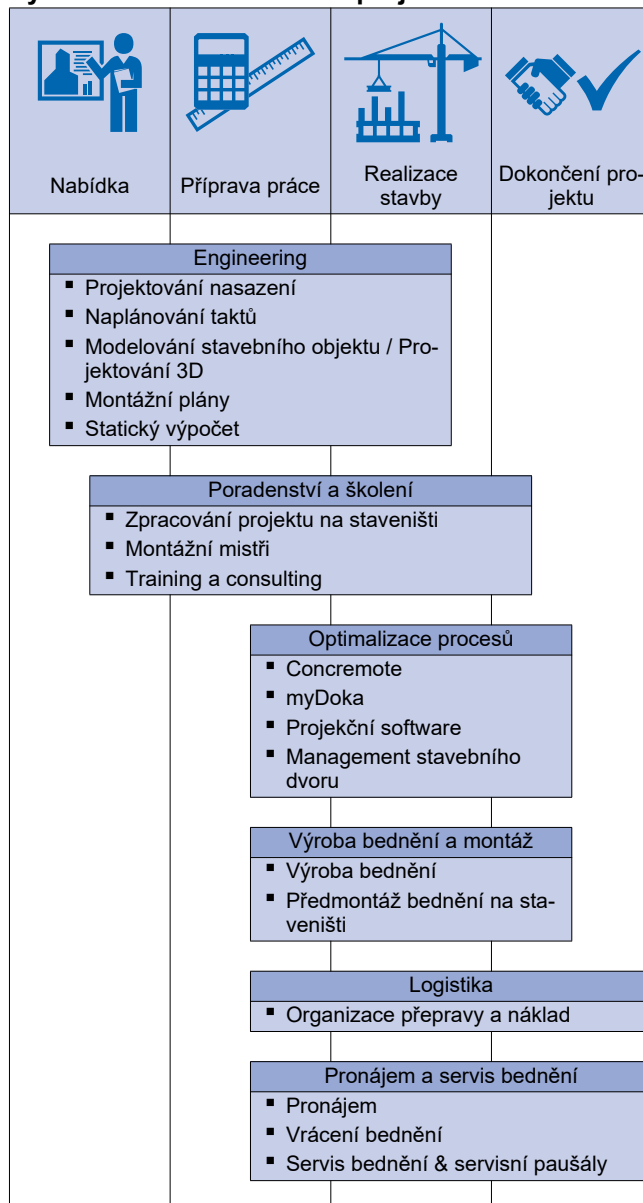 Nabídka
Příprava práce
Realizace
stavby
Dokončení pro-
jektu
Engineering
▪ Projektování nasazení
▪ Naplánování taktů
▪ Modelování stavebního objektu / Pro-
jektování 3D
▪ Montážní plány
▪ Statický výpočet
Poradenství a školení
▪ Zpracování projektu na staveništi
▪ Montážní mistři
▪ Training a consulting
Optimalizace procesů
▪ Concremote
▪ myDoka
▪ Projekční software
▪ Management stavebního
dvoru
Výroba bednění a montáž
▪ Výroba bednění
▪ Předmontáž bednění na sta-
veništi
Logistika
▪ Organizace přepravy a náklad
Pronájem a servis bednění
▪ Pronájem
▪ Vrácení bednění
▪ Servis bednění & servisní paušály